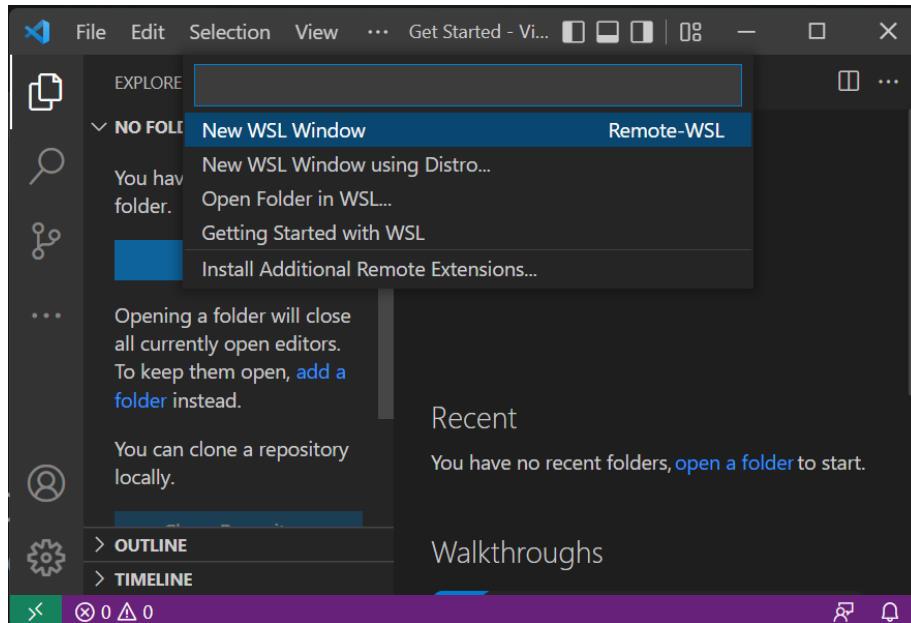 File Edit Selection View ··· Get Started - Vi...
EXPLORE
New WSL Window Remote-WSL
New WSL Window using Distro...
Open Folder in WSL...
Getting Started with WSL
Install Additional Remote Extensions...
NO FOL
You hav
folder.
Opening a folder will close
all currently open editors.
To keep them open, add a
folder instead.
You can clone a repository
locally.
OUTLINE
TIMELINE
Recent
You have no recent folders, open a folder to start.
Walkthroughs
0 0